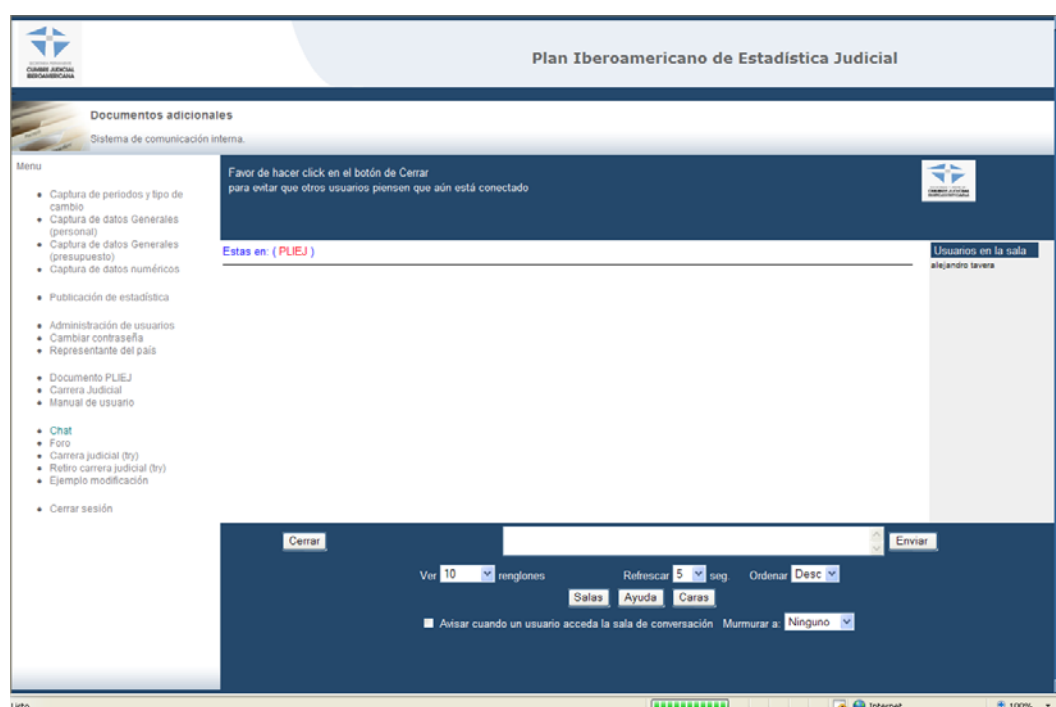 CUMBRE JUDICIAL
IBEROAMERICANA
Plan Iberoamericano de Estadística Judicial
Documentos adicionales
Sistema de comunicación interna.
Menu
Captura de periodos y tipo de
cambio
Captura de datos Generales
(personal)
Captura de datos Generales
(presupuesto)
Captura de datos numéricos
Publicación de estadística
Administración de usuarios
Cambiar contraseña
Representante del país
Documento PLIEJ
Carrera Judicial
Manual de usuario
Chat
Foro
Carrera judicial (try)
Retiro carrera judicial (try)
Ejemplo modificación
Cerrar sesión
Favor de hacer click en el botón de Cerrar
para evitar que otros usuarios piensen que aún está conectado
Estas en: ( PLIEJ )
Usuarios en la sala
alejandro tavera
Cerrar
Enviar
Ver 10 renglones Refrescar 5 seg. Ordenar Desc
Salas Ayuda Caras
Avisar cuando un usuario acceda la sala de conversación Murmurar a: Ninguno
Listo Internet 100%